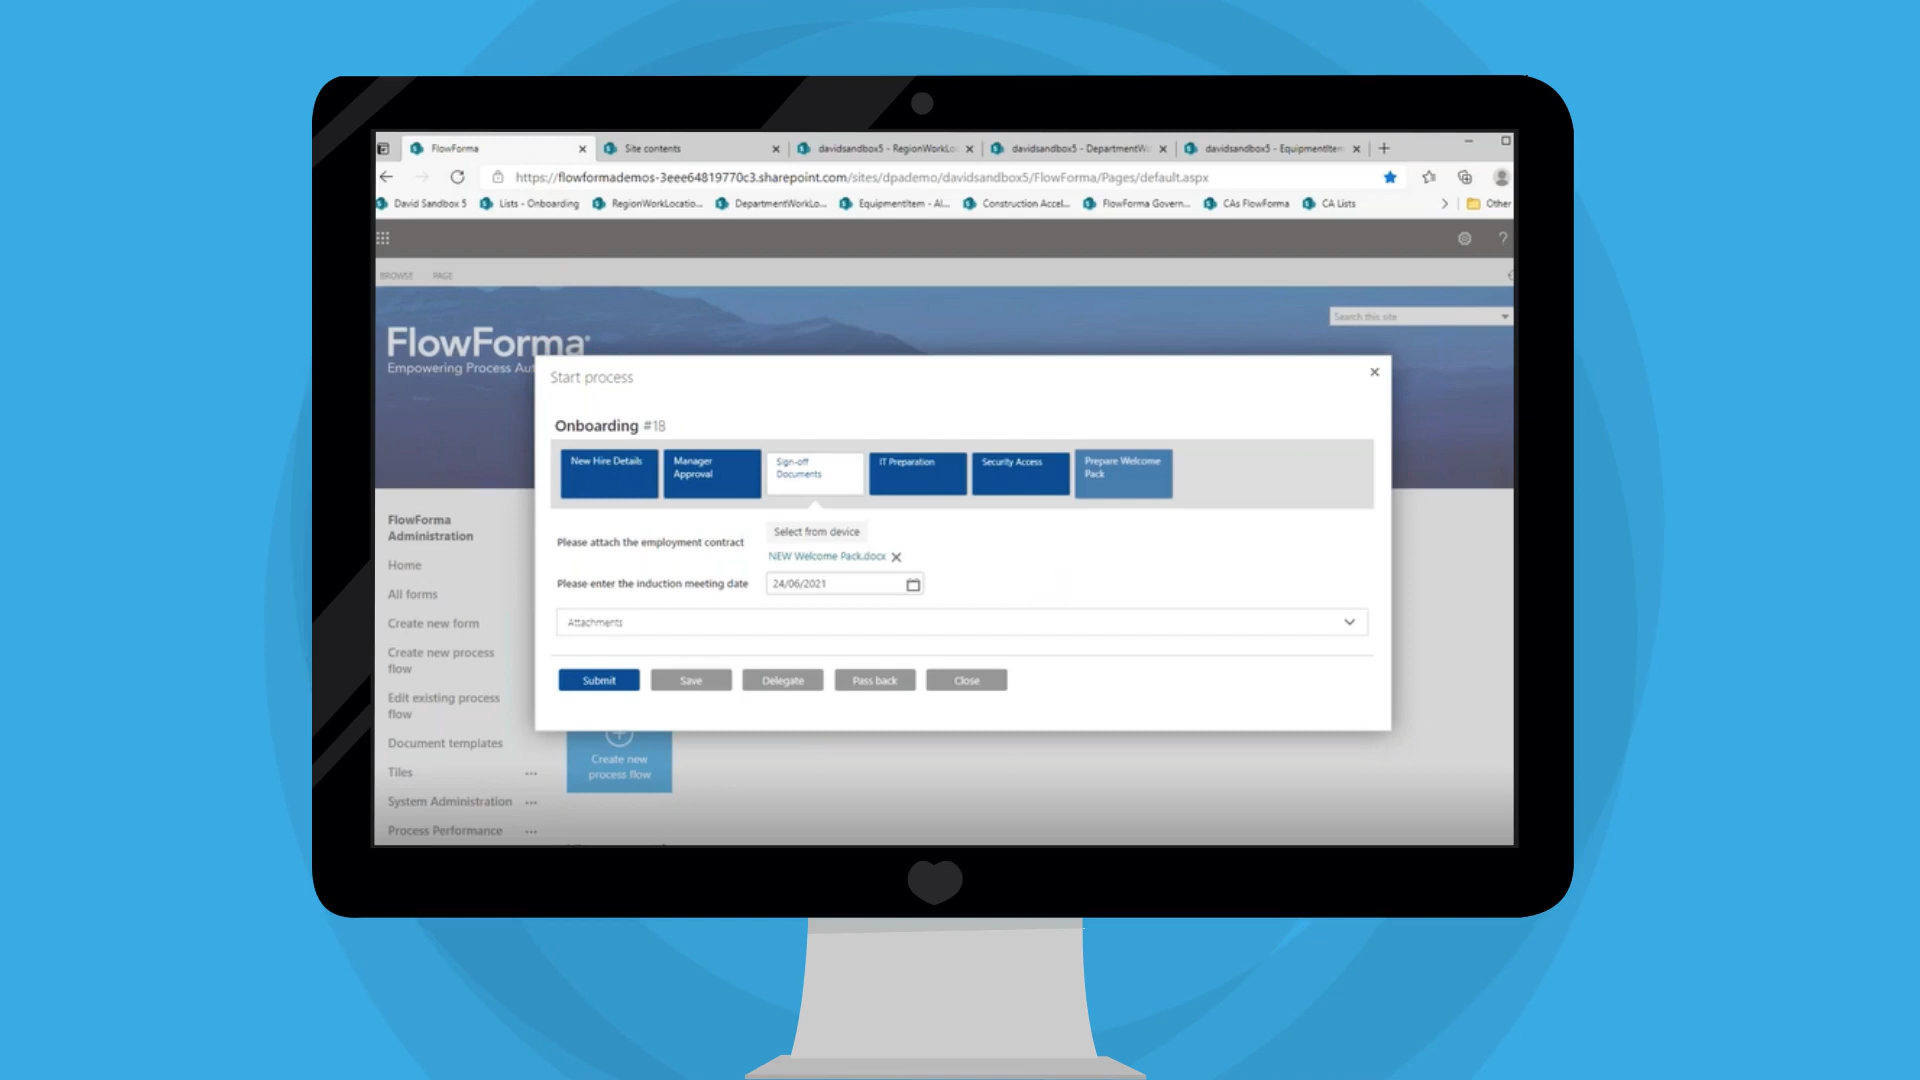 FlowForma
Site contents
davidsandbox5 - RegionWorkLo
davidsandbox5 - DepartmentWo
davidsandbox5 - EquipmentItem
https://flowformademos-3eee64819770c3.sharepoint.com/sites/dpademo/davidsandbox5/FlowForma/Pages/default.aspx
David Sandbox 5
Lists - Onboarding
RegionWorkLocatio...
DepartmentWorkLo...
EquipmentItem - Al...
Construction Accel...
FlowForma Govern...
CAs FlowForma
CA Lists
Other
BROWSE
PAGE
Search this site
FlowForma
Empowering Process Aut
Start process
Onboarding #18
New Hire Details
Manager
Approval
Sign-off
Documents
IT Preparation
Security Access
Prepare Welcome
Pack
Select from device
Please attach the employment contract
NEW Welcome Pack.docx
Please enter the induction meeting date
24/06/2021
Attachments
Submit
Save
Delegate
Pass back
Close
FlowForma
Administration
Home
All forms
Create new form
Create new process
flow
Edit existing process
flow
Document templates
Tiles
System Administration
Process Performance
Create new
process flow